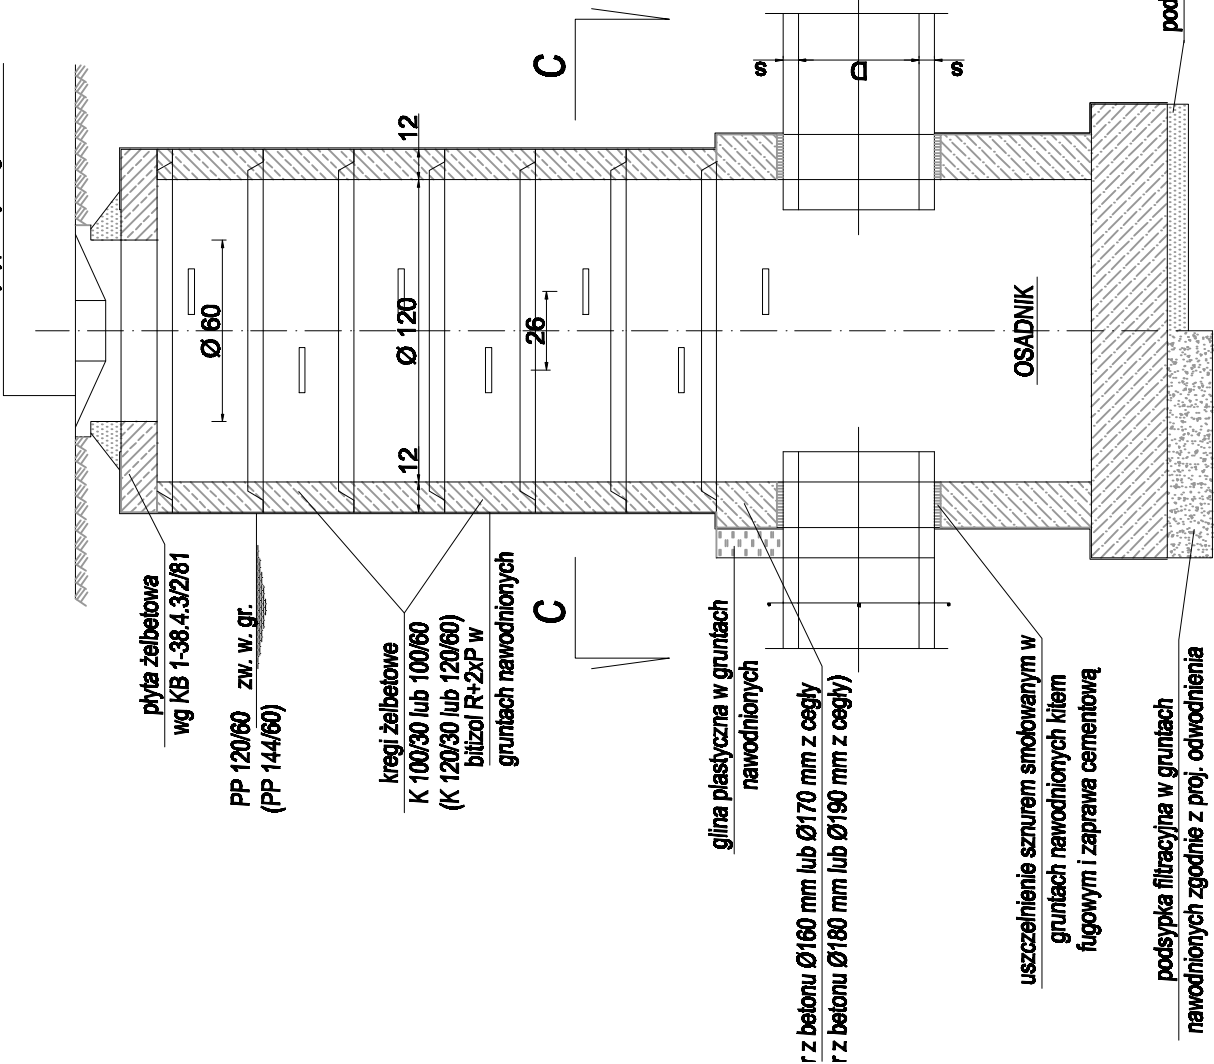 płyta żelbetowa
wg KB 1-38.4.3/2/81
PP 120/60 zw. w. gr.
(PP 144/60)
kręgi żelbetowe
K 100/30 lub 100/60
(K 120/30 lub 120/60)
bitizol R+2xP w
gruntach nawodnionych
Ø 60
12
Ø 120
12
26
C
C
glina plastyczna w gruntach
nawodnionych
z betonu Ø160 mm lub Ø170 mm z cegły
z betonu Ø180 mm lub Ø190 mm z cegły)
s
D
s
OSADNIK
uszczelnienie sznurem smołowanym w
gruntach nawodnionych kitem
fugowym i zaprawa cementową
podsypka filtracyjna w gruntach
nawodnionych zgodnie z proj. odwodnienia